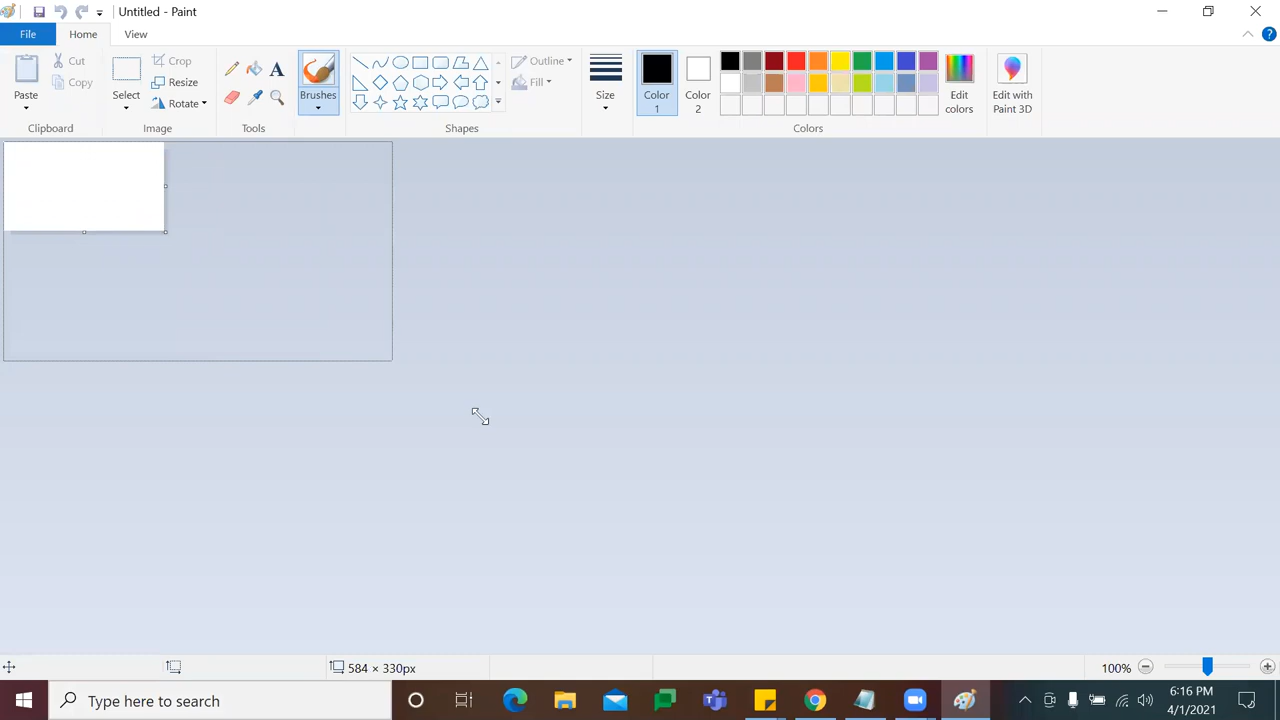 Untitled - Paint
File Home View
Paste
Cut
Copy
Clipboard
Select
Crop
Resize
Rotate
Image
A
Tools
Brushes
Shapes
Outline
Fill
Size
Color 1
Color 2
Edit colors
Colors
Edit with Paint 3D
?
584 × 330px
100%
Type here to search
6:16 PM
4/1/2021